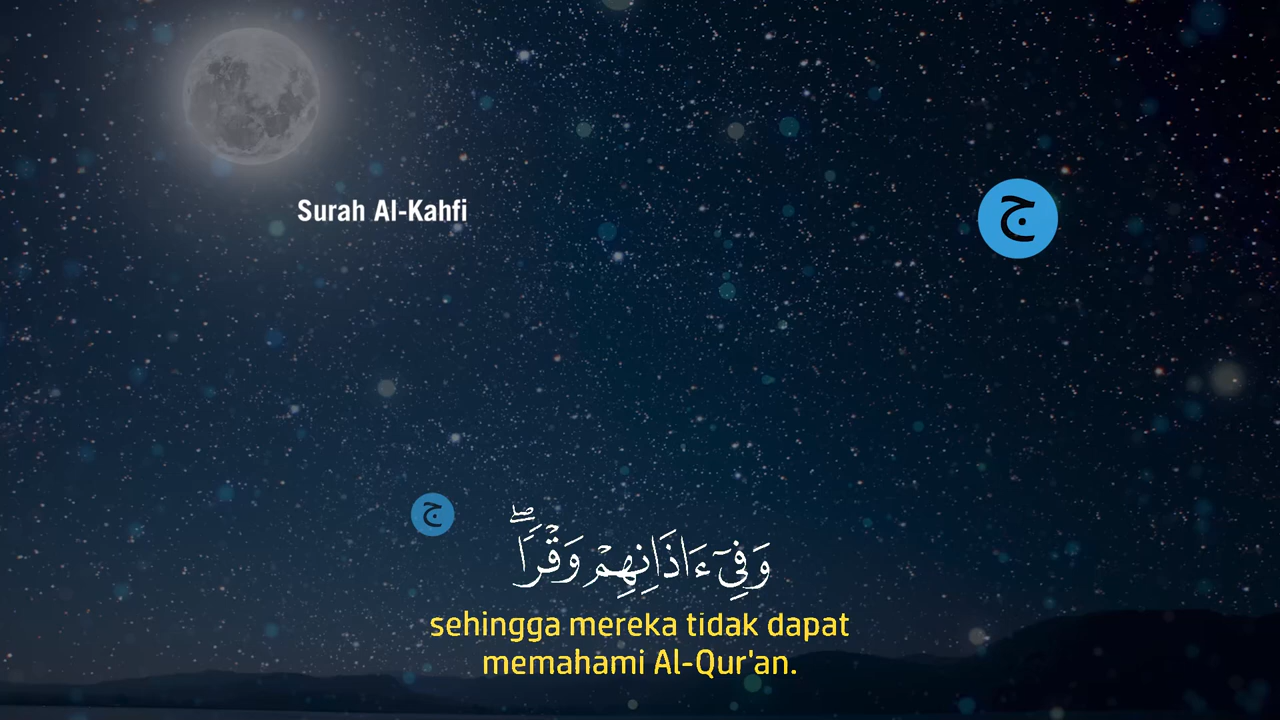 Surah Al-Kahfi
ج
ج
وَفِىٓ ءَاذَانِهِمْ وَقْرًا ۖ
sehingga mereka tidak dapat
memahami Al-Qur'an.